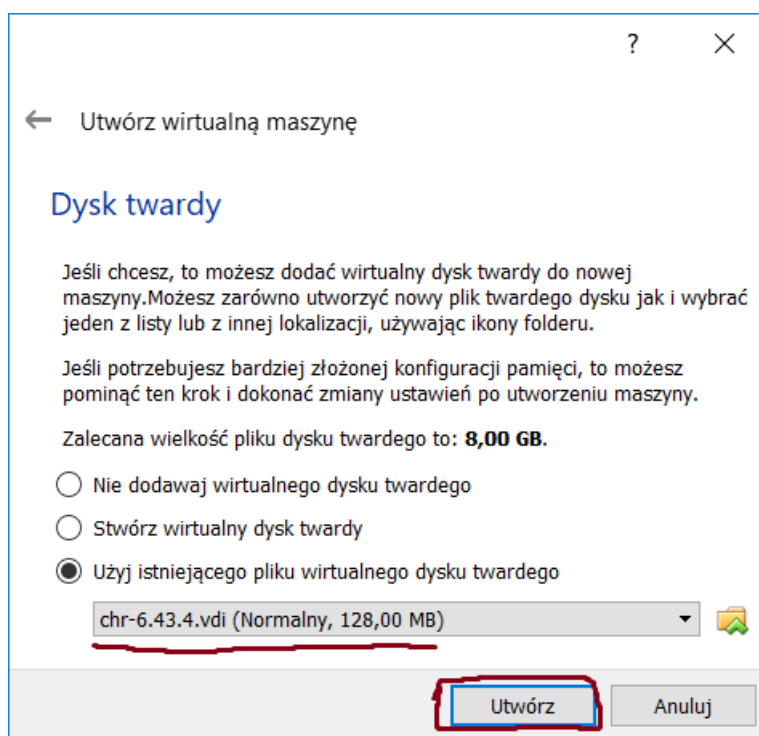 ?
Utwórz wirtualną maszynę
Dysk twardy
Jeśli chcesz, to możesz dodać wirtualny dysk twardy do nowej
maszyny.Możesz zarówno utworzyć nowy plik twardego dysku jak i wybrać
jeden z listy lub z innej lokalizacji, używając ikony folderu.
Jeśli potrzebujesz bardziej złożonej konfiguracji pamięci, to możesz
pominąć ten krok i dokonać zmiany ustawień po utworzeniu maszyny.
Zalecana wielkość pliku dysku twardego to: 8,00 GB.
Nie dodawaj wirtualnego dysku twardego
Stwórz wirtualny dysk twardy
Użyj istniejącego pliku wirtualnego dysku twardego
chr-6.43.4.vdi (Normalny, 128,00 MB)
Utwórz Anuluj